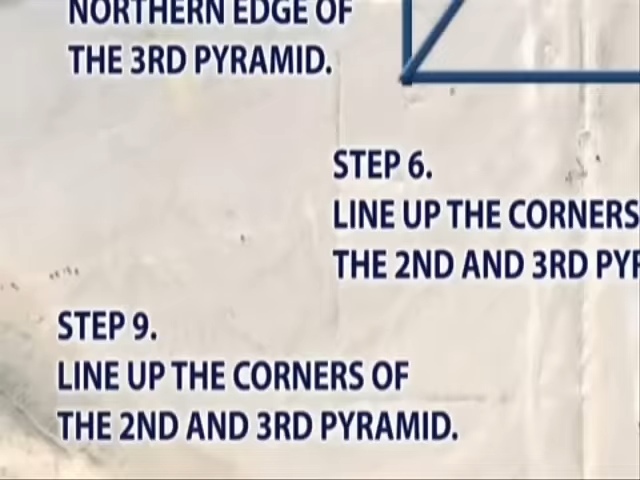 NORTHERN EDGE OF
THE 3RD PYRAMID.
STEP 6.
LINE UP THE CORNERS
THE 2ND AND 3RD
STEP 9.
LINE UP THE CORNERS OF
THE 2ND AND 3RD PYRAMID.